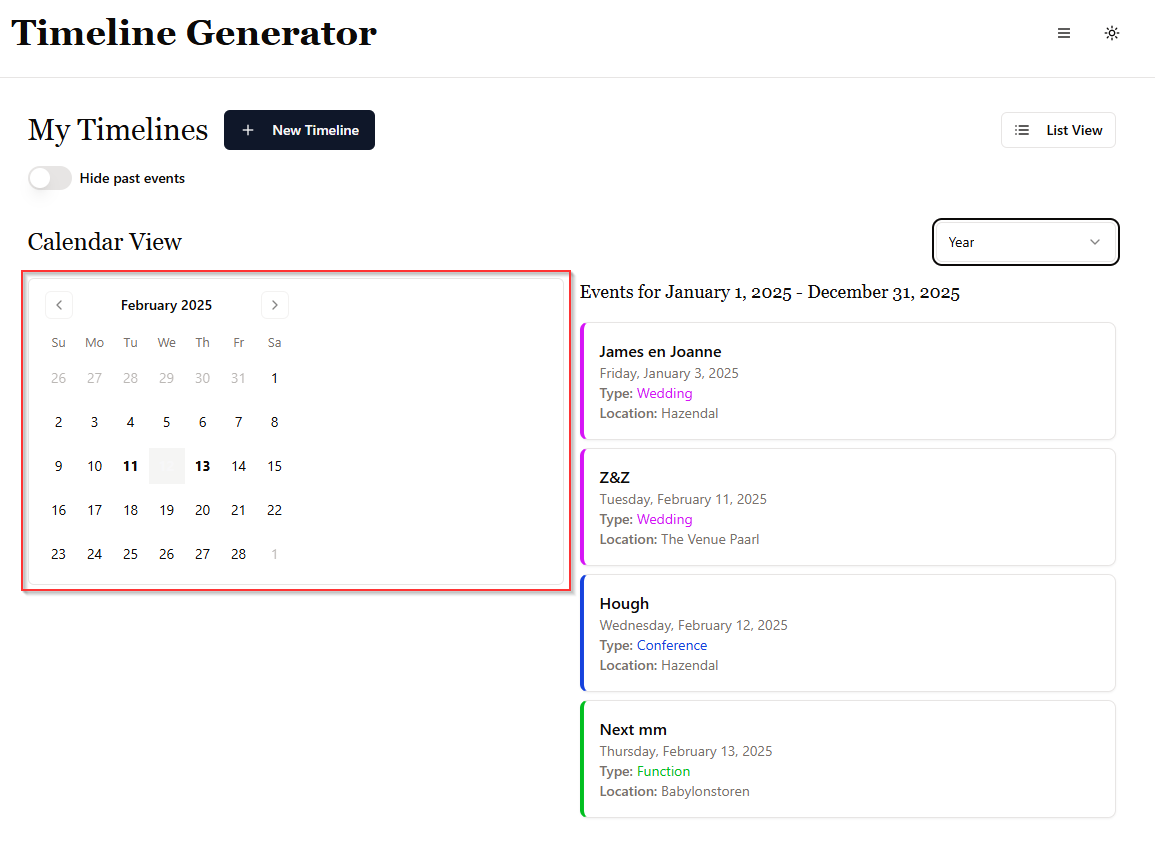 Timeline Generator
My Timelines
New Timeline
List View
Hide past events
Calendar View
Year
February 2025
Su Mo Tu We Th Fr Sa
26 27 28 29 30 31 1
2 3 4 5 6 7 8
9 10 11 13 14 15
16 17 18 19 20 21 22
23 24 25 26 27 28 1
Events for January 1, 2025 - December 31, 2025
James en Joanne
Friday, January 3, 2025
Type: Wedding
Location: Hazendal
Z&Z
Tuesday, February 11, 2025
Type: Wedding
Location: The Venue Paarl
Hough
Wednesday, February 12, 2025
Type: Conference
Location: Hazendal
Next mm
Thursday, February 13, 2025
Type: Function
Location: Babylonstoren